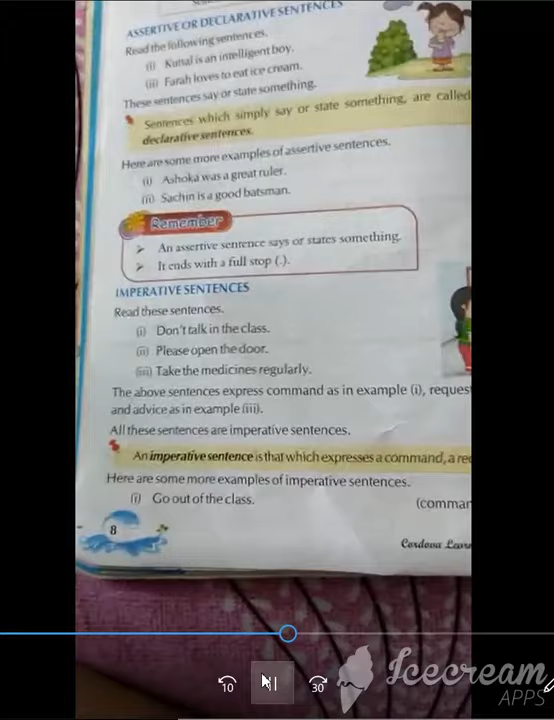 ASSERTIVE OR DECLARATIVE SENTENCES
Read the following sentences.
(i) Kunal is an intelligent boy.
(ii) Farah loves to eat ice cream.
These sentences say or state something.
Sentences which simply say or state something, are called
declarative sentences.
Here are some more examples of assertive sentences.
(i) Ashoka was a great ruler.
(ii) Sachin is a good batsman.
Remember
➢ An assertive sentence says or states something.
➢ It ends with a full stop (.).
IMPERATIVE SENTENCES
Read these sentences.
(i) Don't talk in the class.
(ii) Please open the door.
(iii) Take the medicines regularly.
The above sentences express command as in example (i), reques
and advice as in example (iii).
All these sentences are imperative sentences.
An imperative sentence is that which expresses a command, a re
Here are some more examples of imperative sentences.
(i) Go out of the class. (comman
8
Cordova Lear
10 30
Icecream
APPS